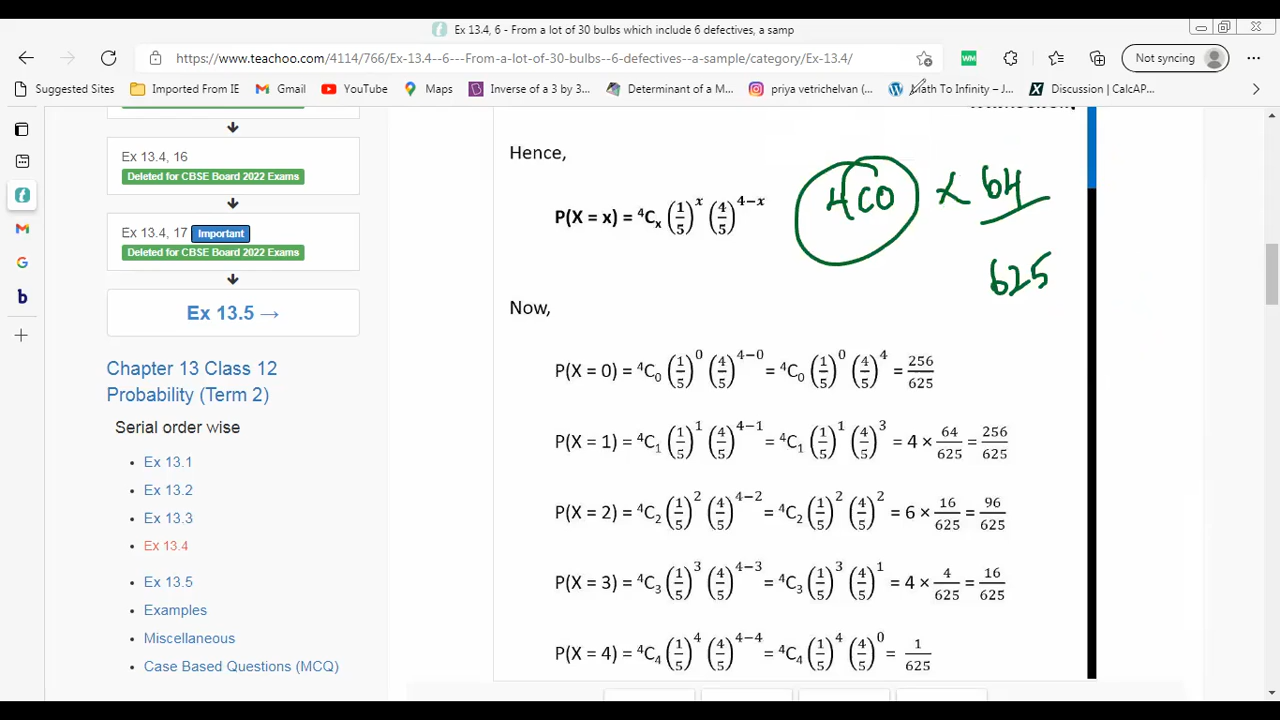 Ex 13.4, 6 - From a lot of 30 bulbs which include 6 defectives, a samp
https://www.teachoo.com/4114/766/Ex-13.4--6---From-a-lot-of-30-bulbs--6-defectives--a-sample/category/Ex-13.4/
WM
Not syncing
Suggested Sites
Imported From IE
Gmail
YouTube
Maps
Inverse of a 3 by 3...
Determinant of a M...
priya vetrichelvan (...
Math To Infinity – J...
Discussion | CalcAP...
Ex 13.4, 16
Deleted for CBSE Board 2022 Exams
Ex 13.4, 17 Important
Deleted for CBSE Board 2022 Exams
Ex 13.5 →
Chapter 13 Class 12
Probability (Term 2)
Serial order wise
Ex 13.1
Ex 13.2
Ex 13.3
Ex 13.4
Ex 13.5
Examples
Miscellaneous
Case Based Questions (MCQ)
Hence,
P(X = x) = ⁴Cₓ (1/5)^x (4/5)^(4−x)
4C0 × 64/625
Now,
P(X = 0) = ⁴C₀ (1/5)^0 (4/5)^(4−0) = ⁴C₀ (1/5)^0 (4/5)^4 = 256/625
P(X = 1) = ⁴C₁ (1/5)^1 (4/5)^(4−1) = ⁴C₁ (1/5)^1 (4/5)^3 = 4 × 64/625 = 256/625
P(X = 2) = ⁴C₂ (1/5)^2 (4/5)^(4−2) = ⁴C₂ (1/5)^2 (4/5)^2 = 6 × 16/625 = 96/625
P(X = 3) = ⁴C₃ (1/5)^3 (4/5)^(4−3) = ⁴C₃ (1/5)^3 (4/5)^1 = 4 × 4/625 = 16/625
P(X = 4) = ⁴C₄ (1/5)^4 (4/5)^(4−4) = ⁴C₄ (1/5)^4 (4/5)^0 = 1/625